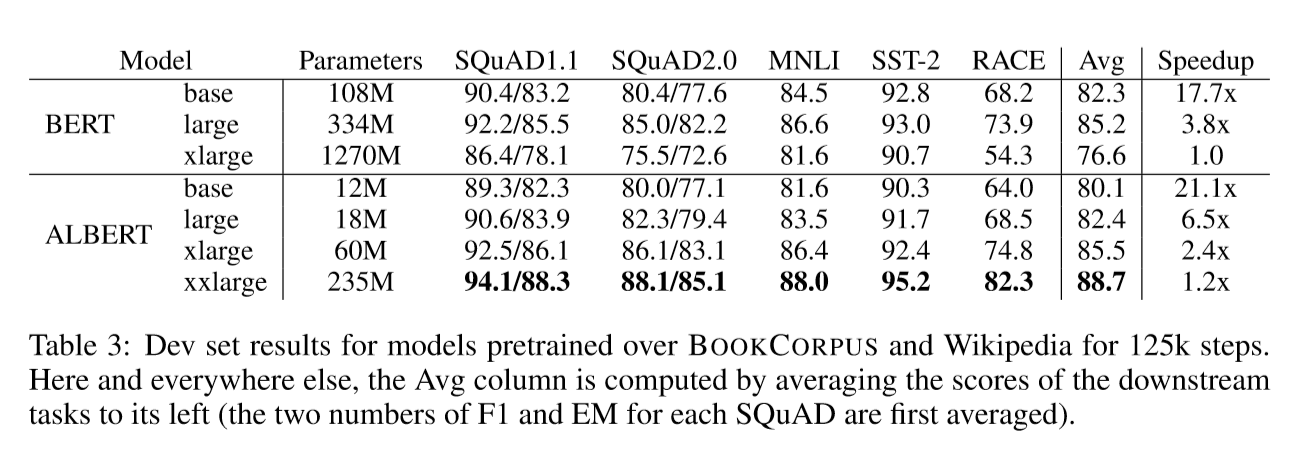 Model Parameters SQuAD1.1 SQuAD2.0 MNLI SST-2 RACE Avg Speedup
base 108M 90.4/83.2 80.4/77.6 84.5 92.8 68.2 82.3 17.7x
BERT large 334M 92.2/85.5 85.0/82.2 86.6 93.0 73.9 85.2 3.8x
xlarge 1270M 86.4/78.1 75.5/72.6 81.6 90.7 54.3 76.6 1.0
base 12M 89.3/82.3 80.0/77.1 81.6 90.3 64.0 80.1 21.1x
ALBERT large 18M 90.6/83.9 82.3/79.4 83.5 91.7 68.5 82.4 6.5x
xlarge 60M 92.5/86.1 86.1/83.1 86.4 92.4 74.8 85.5 2.4x
xxlarge 235M 94.1/88.3 88.1/85.1 88.0 95.2 82.3 88.7 1.2x
Table 3: Dev set results for models pretrained over BOOKCORPUS and Wikipedia for 125k steps.
Here and everywhere else, the Avg column is computed by averaging the scores of the downstream
tasks to its left (the two numbers of F1 and EM for each SQuAD are first averaged).